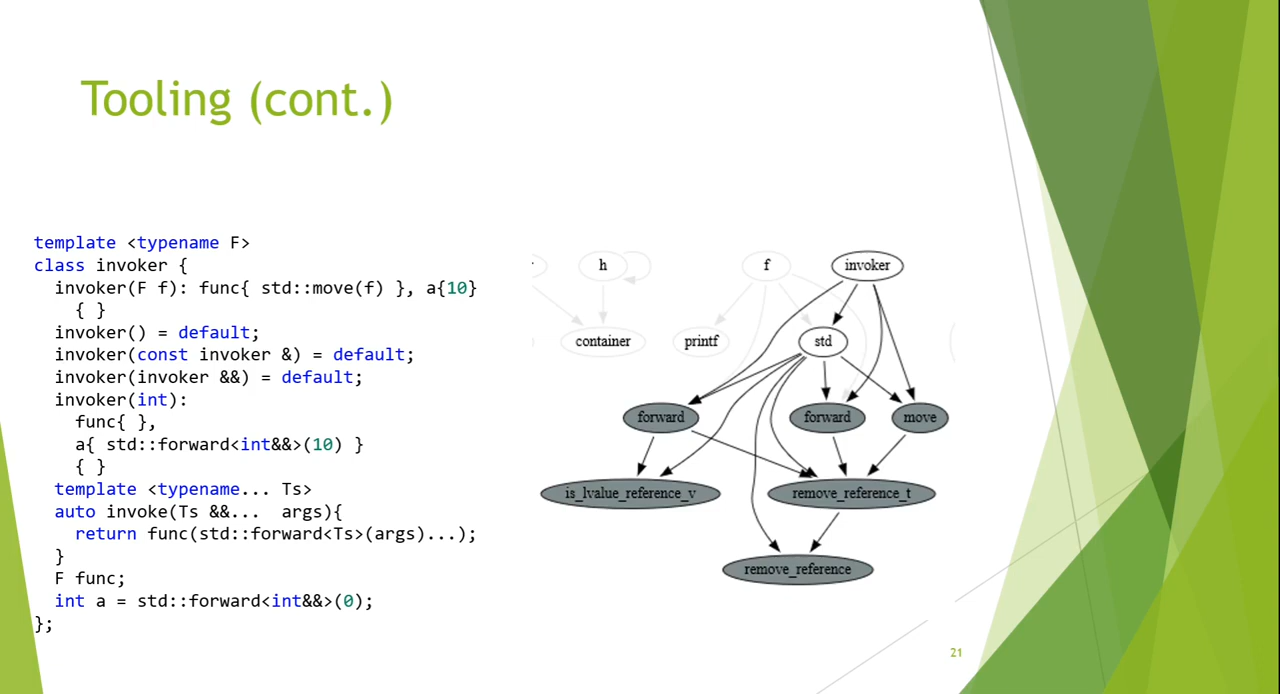 Tooling (cont.)
template <typename F>
class invoker {
invoker(F f): func{ std::move(f) }, a{10}
{ }
invoker() = default;
invoker(const invoker &) = default;
invoker(invoker &&) = default;
invoker(int):
func{ },
a{ std::forward<int&&>(10) }
{ }
template <typename... Ts>
auto invoke(Ts &&... args){
return func(std::forward<Ts>(args)...);
}
F func;
int a = std::forward<int&&>(0);
};
h f invoker
container printf std
forward forward move
is_lvalue_reference_v remove_reference_t
remove_reference
21